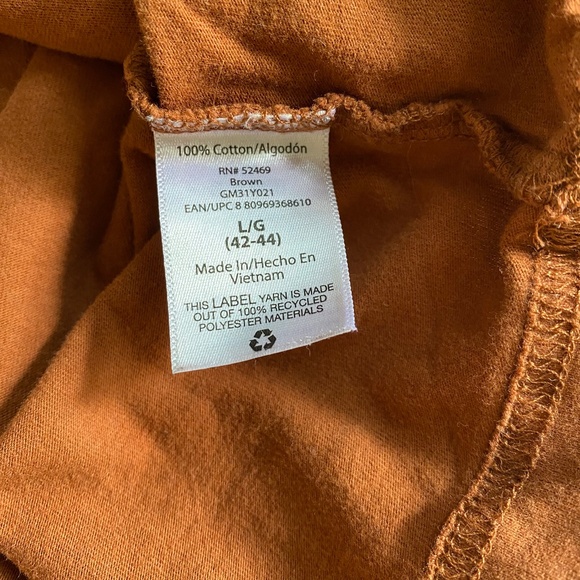 100% Cotton/Algodón
RN# 52469
Brown
GM31Y021
EAN/UPC 8 80969368610
L/G
(42-44)
Made In/Hecho En
Vietnam
THIS LABEL YARN IS MADE
OUT OF 100% RECYCLED
POLYESTER MATERIALS